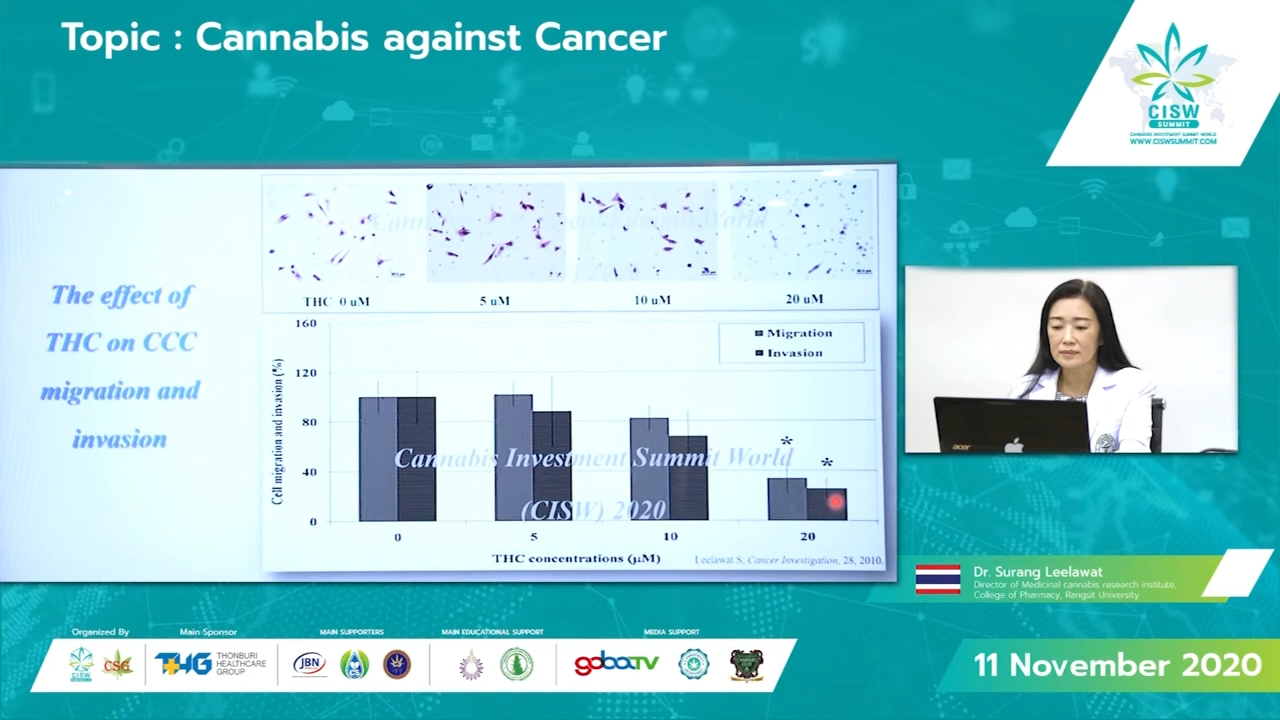 Topic : Cannabis against Cancer
CISW
SUMMIT
CANNABIS INVESTMENT SUMMIT WORLD
WWW.CISWSUMMIT.COM
The effect of
THC on CCC
migration and
invasion
THC 0 uM
5 uM
10 uM
20 uM
160
120
80
40
0
Cell migration and invasion (%)
Migration
Invasion
*
*
Cannabis Investment Summit World
(CISW) 2020
0
5
10
20
THC concentrations (μM)
Leelawat S, Cancer Investigation, 28, 2010.
acer
Dr. Surang Leelawat
Director of Medicinal cannabis research institute,
College of Pharmacy, Rangsit University
Organized By
Main Sponsor
MAIN SUPPORTERS
MAIN EDUCATIONAL SUPPORT
MEDIA SUPPORT
CISW
CSG
THG
THONBURI
HEALTHCARE
GROUP
JBN
11 November 2020